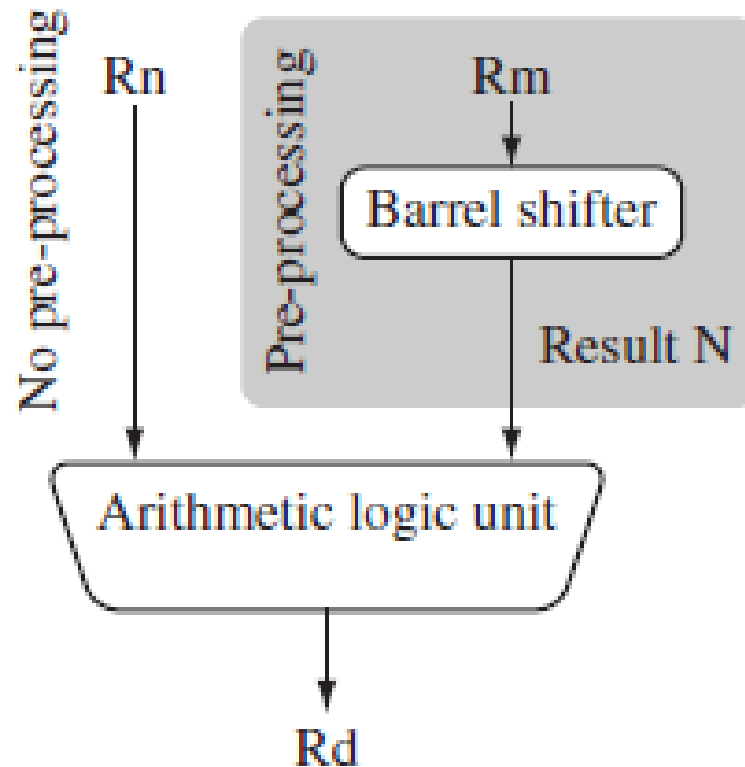 No pre-processing
Rn
Pre-processing
Rm
Barrel shifter
Result N
Arithmetic logic unit
Rd